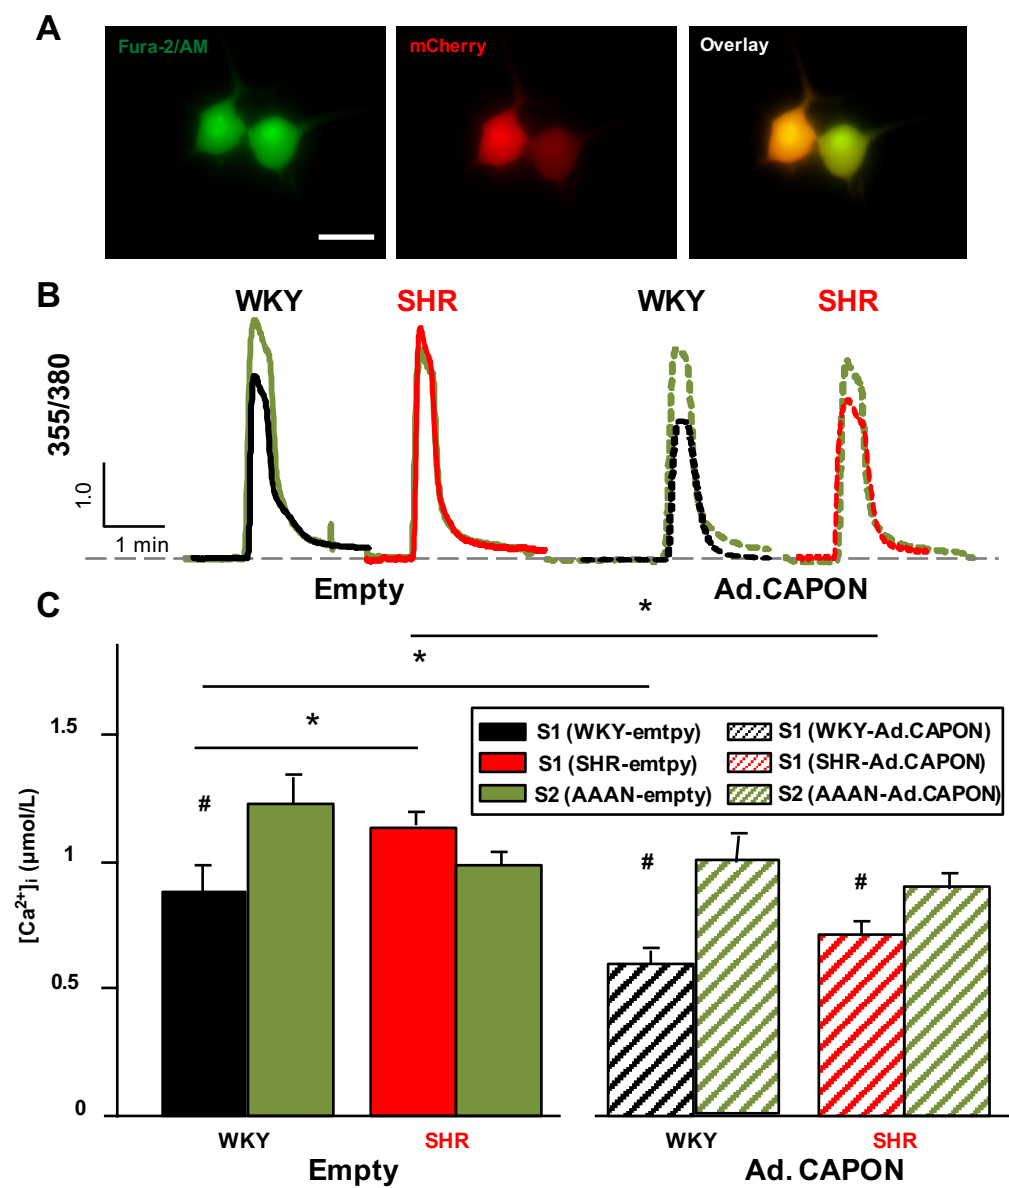 A
Fura-2/AM
mCherry
Overlay
B
WKY
SHR
WKY
SHR
355/380
1.0
1 min
Empty
Ad.CAPON
C
*
*
*
1.5
1
0.5
0
[Ca²⁺]i (μmol/L)
S1 (WKY-emtpy)
S1 (WKY-Ad.CAPON)
S1 (SHR-emtpy)
S1 (SHR-Ad.CAPON)
S2 (AAAN-empty)
S2 (AAAN-Ad.CAPON)
#
#
#
WKY
SHR
WKY
SHR
Empty
Ad. CAPON